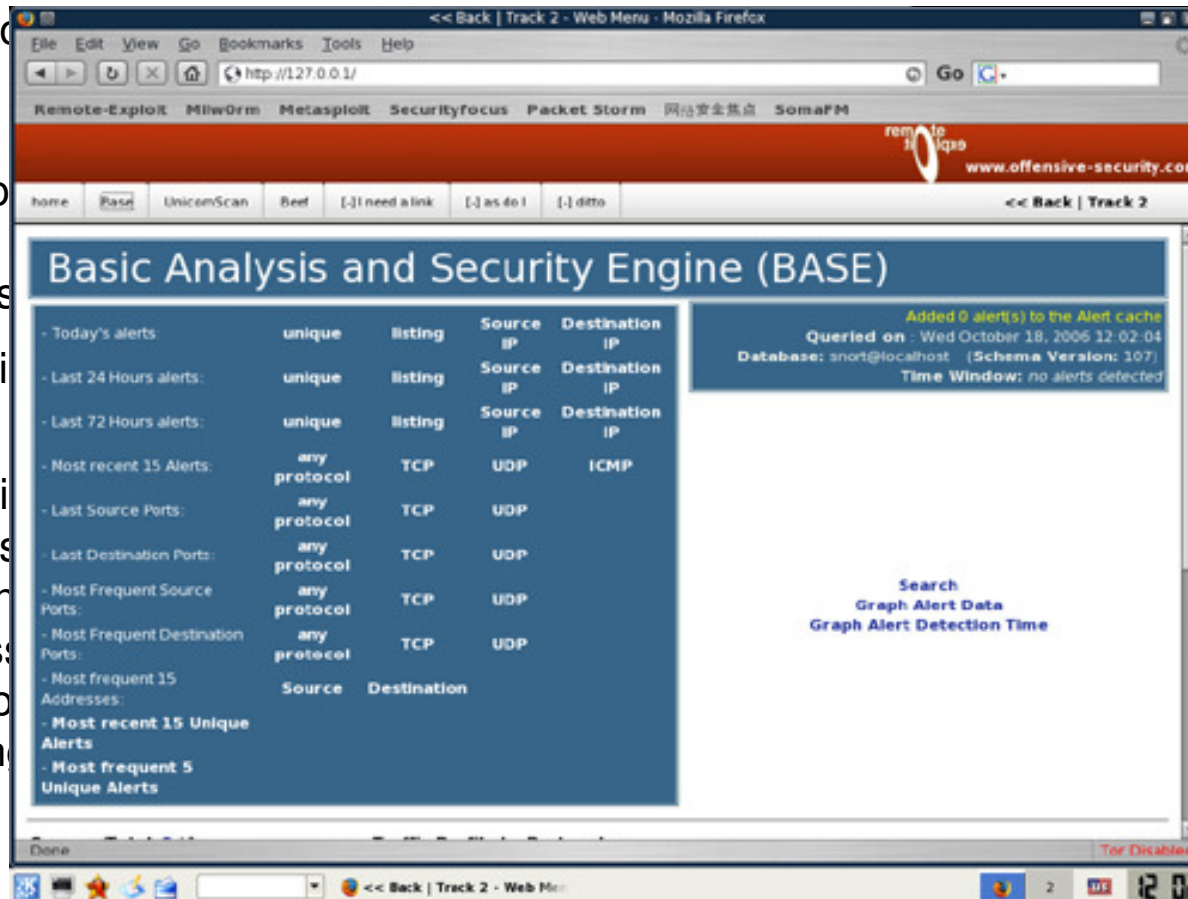 << Back | Track 2 - Web Menu - Mozilla Firefox
File Edit View Go Bookmarks Tools Help
http://127.0.0.1/ Go
Remote-Exploit Milw0rm Metasploit Securityfocus Packet Storm 网络安全焦点 SomaFM
remote
exploit
www.offensive-security.com
home Base UnicornScan Beef [-] I need a link [-] as do I [-] ditto << Back | Track 2
Basic Analysis and Security Engine (BASE)
- Today's alerts: unique listing Source IP Destination IP
- Last 24 Hours alerts: unique listing Source IP Destination IP
- Last 72 Hours alerts: unique listing Source IP Destination IP
- Most recent 15 Alerts: any protocol TCP UDP ICMP
- Last Source Ports: any protocol TCP UDP
- Last Destination Ports: any protocol TCP UDP
- Most Frequent Source Ports: any protocol TCP UDP
- Most Frequent Destination Ports: any protocol TCP UDP
- Most frequent 15 Addresses: Source Destination
- Most recent 15 Unique Alerts
- Most frequent 5 Unique Alerts
Added 0 alert(s) to the Alert cache
Queried on : Wed October 18, 2006 12:02:04
Database: snort@localhost (Schema Version: 107)
Time Window: no alerts detected
Search
Graph Alert Data
Graph Alert Detection Time
Done Tor Disabled
<< Back | Track 2 - Web Men 2 US 12